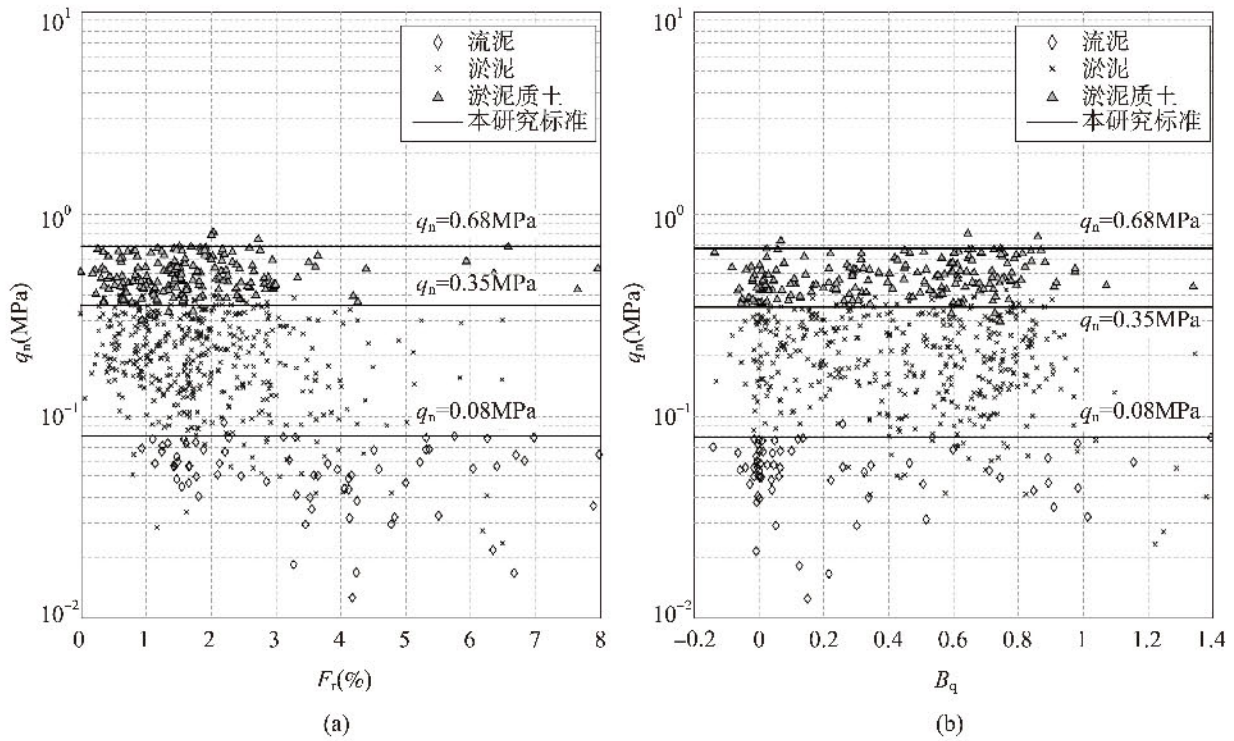 10¹
10⁰
10⁻¹
10⁻²
qₙ(MPa)
流泥
淤泥
淤泥质土
本研究标准
qₙ=0.68MPa
qₙ=0.35MPa
qₙ=0.08MPa
0 1 2 3 4 5 6 7 8
Fᵣ(%)
(a)
10¹
10⁰
10⁻¹
10⁻²
qₙ(MPa)
流泥
淤泥
淤泥质土
本研究标准
qₙ=0.68MPa
qₙ=0.35MPa
qₙ=0.08MPa
−0.2 0 0.2 0.4 0.6 0.8 1 1.2 1.4
B_q
(b)